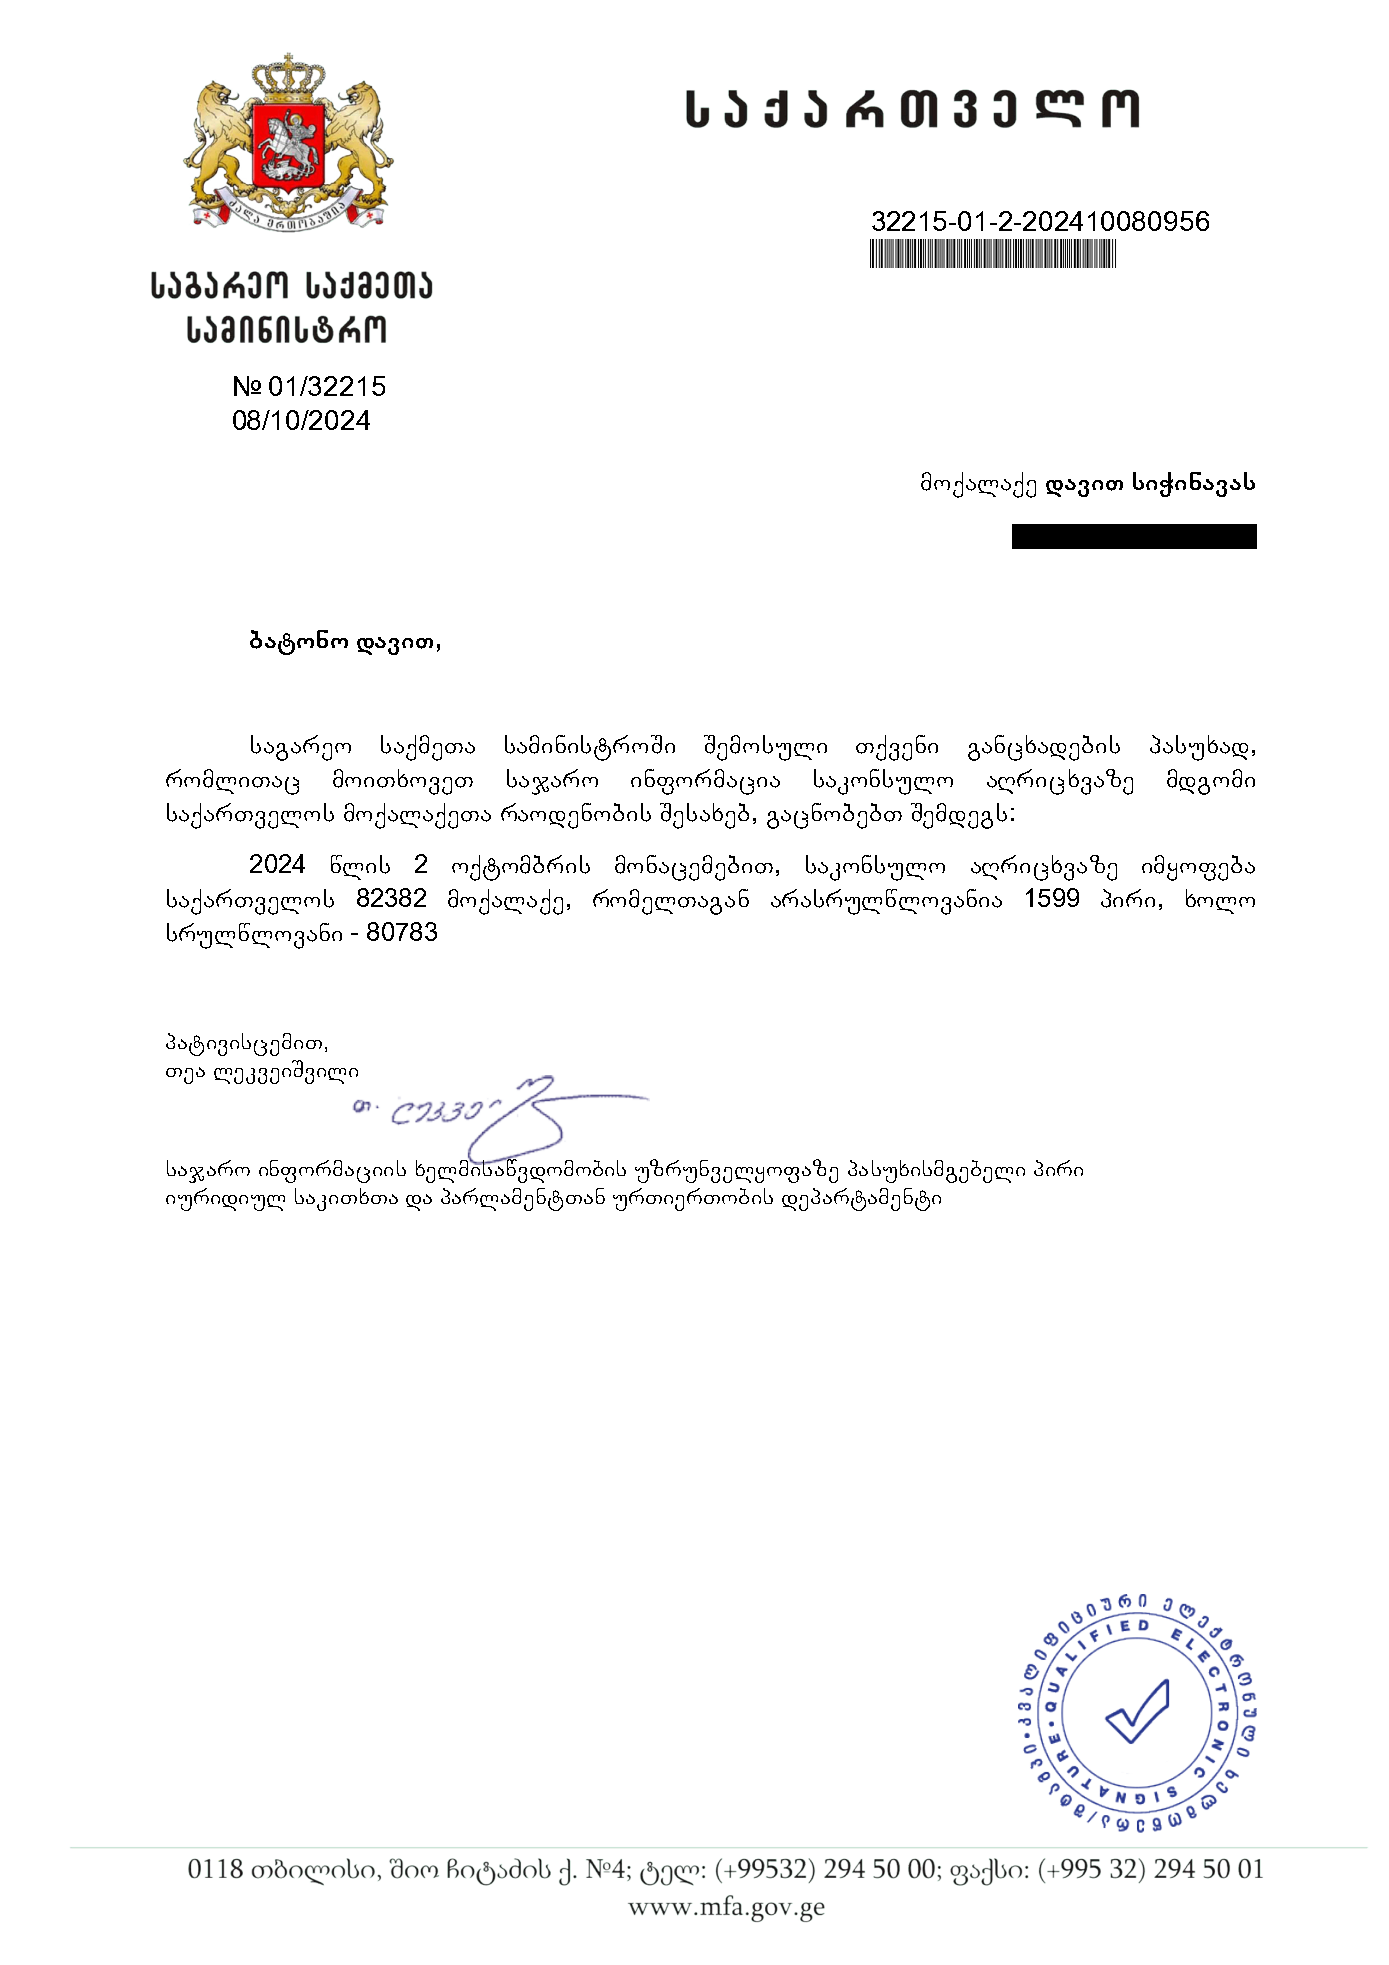 საქართველო
ძალა ერთობაშია
32215-01-2-202410080956
საგარეო საქმეთა
სამინისტრო
№ 01/32215
08/10/2024
მოქალაქე დავით სიჭინავას
ბატონო დავით,
საგარეო საქმეთა სამინისტროში შემოსული თქვენი განცხადების პასუხად,
რომლითაც მოითხოვეთ საჯარო ინფორმაცია საკონსულო აღრიცხვაზე მდგომი
საქართველოს მოქალაქეთა რაოდენობის შესახებ, გაცნობებთ შემდეგს:
2024 წლის 2 ოქტომბრის მონაცემებით, საკონსულო აღრიცხვაზე იმყოფება
საქართველოს 82382 მოქალაქე, რომელთაგან არასრულწლოვანია 1599 პირი, ხოლო
სრულწლოვანი - 80783
პატივისცემით,
თეა ლეკვეიშვილი
თ. ლეკვეი
საჯარო ინფორმაციის ხელმისაწვდომობის უზრუნველყოფაზე პასუხისმგებელი პირი
იურიდიულ საკითხთა და პარლამენტთან ურთიერთობის დეპარტამენტი
კვალიფიციური ელექტრონული ხელმოწერა/შტამპი
QUALIFIED ELECTRONIC SIGNATURE
0118 თბილისი, შიო ჩიტაძის ქ. №4; ტელ: (+99532) 294 50 00; ფაქსი: (+995 32) 294 50 01
www.mfa.gov.ge